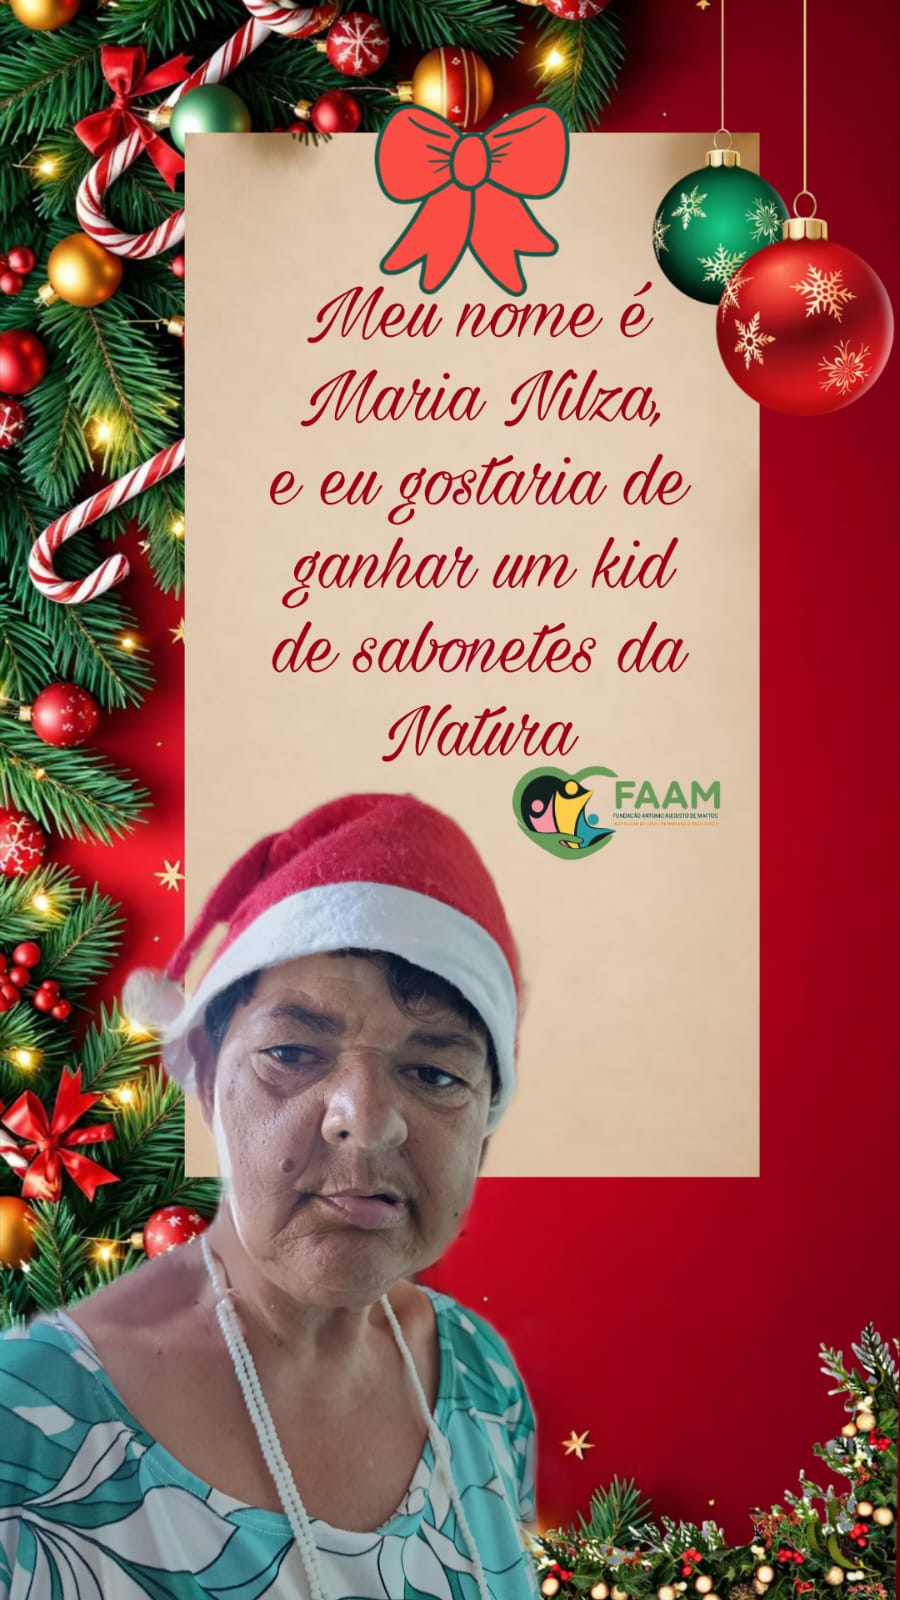 Meu nome é
Maria Nilza,
e eu gostaria de
ganhar um kid
de sabonetes da
Natura
FAAM
FUNDAÇÃO ANTONIO AUGUSTO DE MATTOS